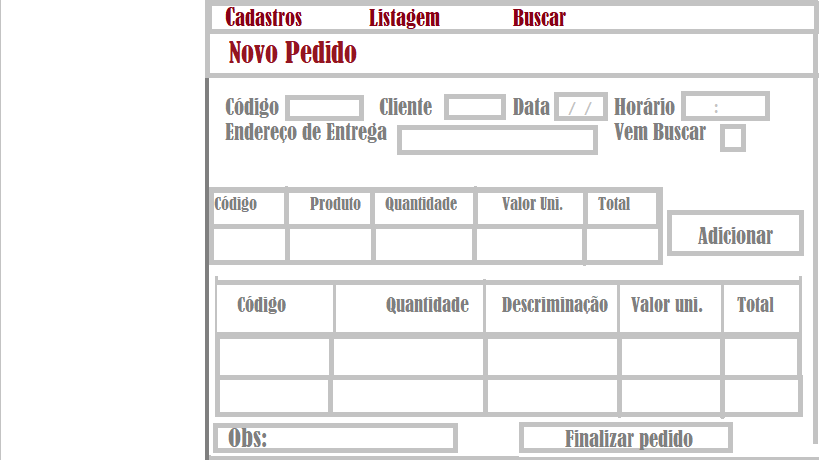 Cadastros Listagem Buscar
Novo Pedido
Código Cliente Data / / Horário :
Endereço de Entrega Vem Buscar
Código Produto Quantidade Valor Uni. Total
Adicionar
Código Quantidade Descriminação Valor uni. Total
Obs: Finalizar pedido